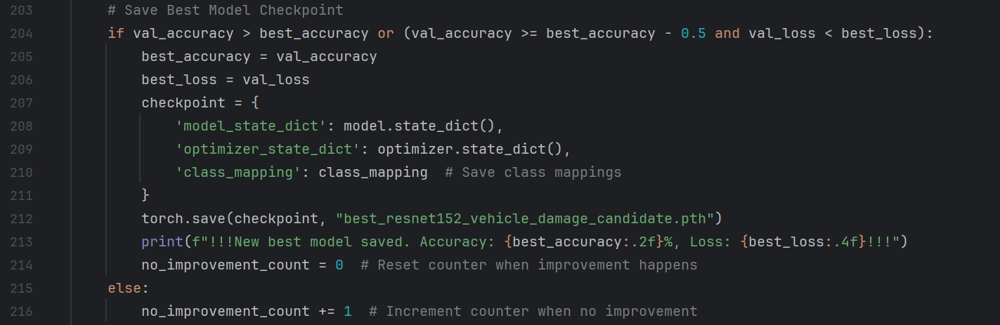 203 # Save Best Model Checkpoint
204 if val_accuracy > best_accuracy or (val_accuracy >= best_accuracy - 0.5 and val_loss < best_loss):
205 best_accuracy = val_accuracy
206 best_loss = val_loss
207 checkpoint = {
208 'model_state_dict': model.state_dict(),
209 'optimizer_state_dict': optimizer.state_dict(),
210 'class_mapping': class_mapping  # Save class mappings
211 }
212 torch.save(checkpoint, "best_resnet152_vehicle_damage_candidate.pth")
213 print(f"!!!New best model saved. Accuracy: {best_accuracy:.2f}%, Loss: {best_loss:.4f}!!!")
214 no_improvement_count = 0  # Reset counter when improvement happens
215 else:
216 no_improvement_count += 1  # Increment counter when no improvement